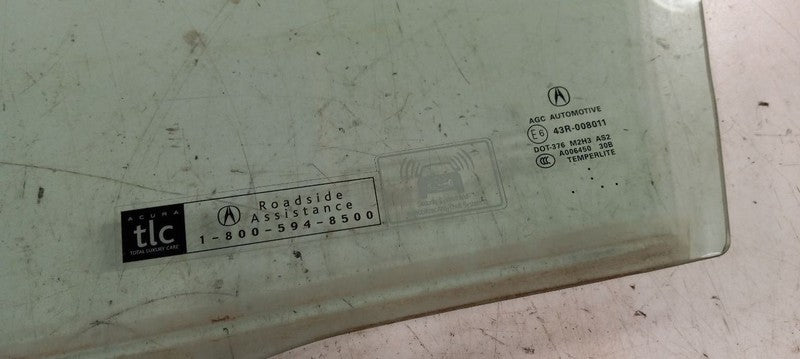 AGC AUTOMOTIVE
E6 43R-008011
DOT-376 M2H3 AS2
A006450 30B
TEMPERLITE
ACURA
tlc
TOTAL LUXURY CARE
Roadside
Assistance
1-800-594-8500